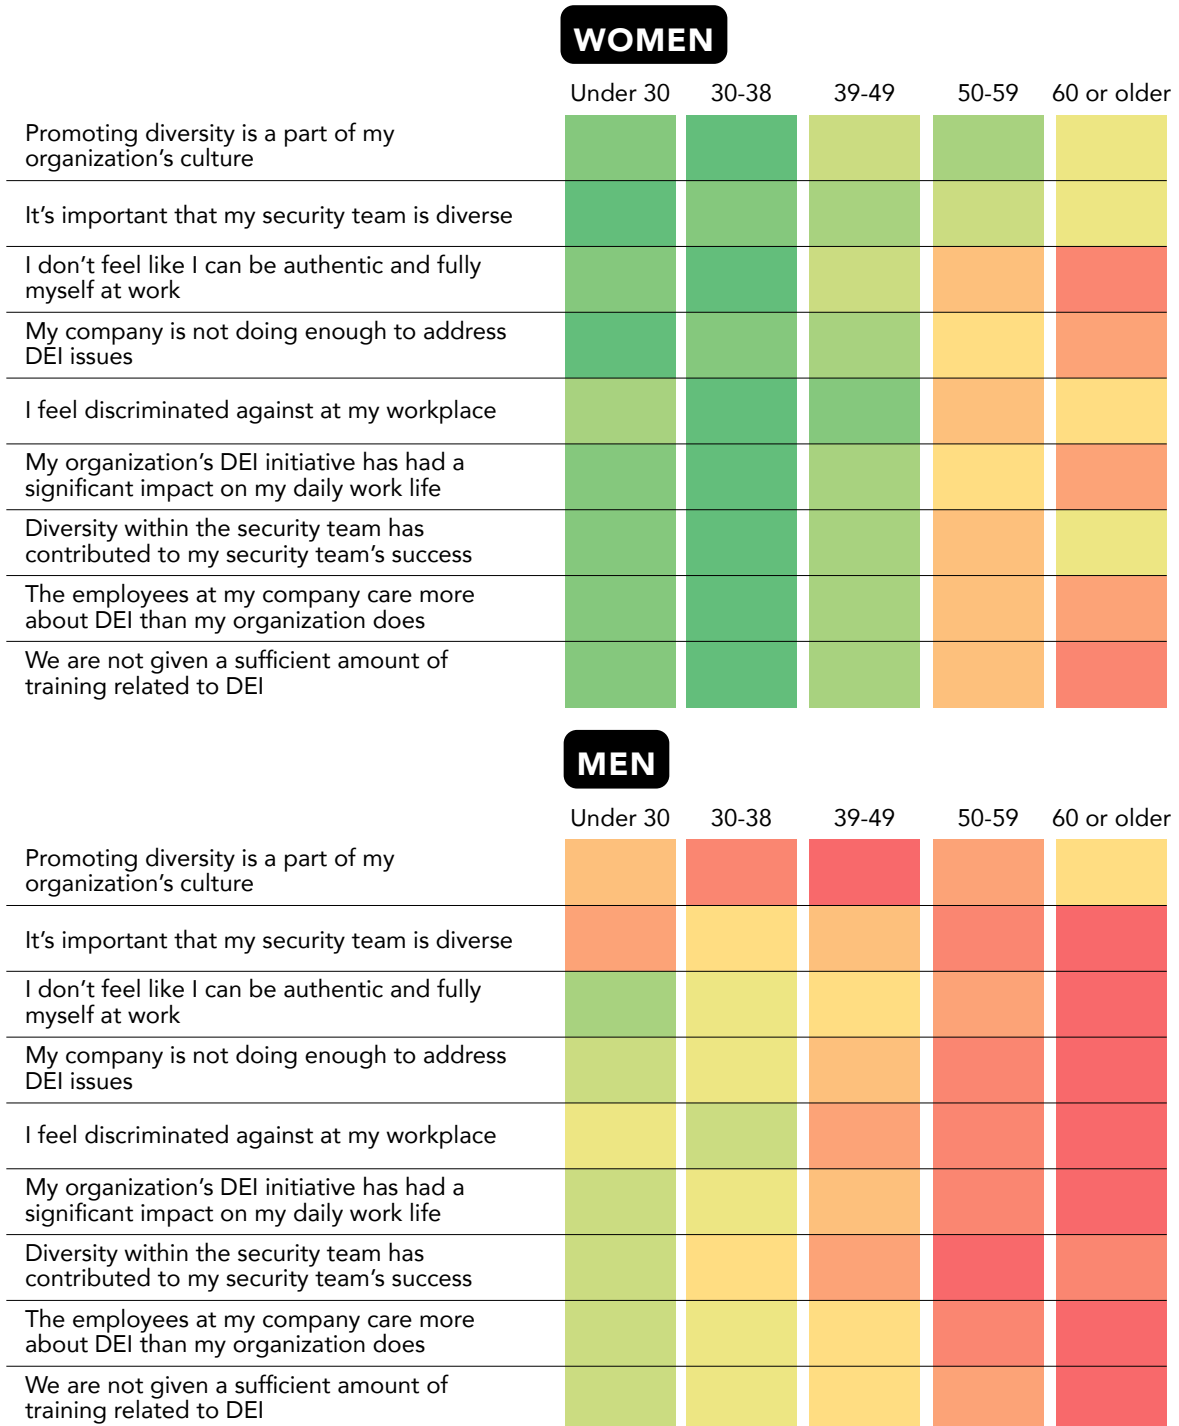 WOMEN
Under 30 30-38 39-49 50-59 60 or older
Promoting diversity is a part of my
organization’s culture
It’s important that my security team is diverse
I don’t feel like I can be authentic and fully
myself at work
My company is not doing enough to address
DEI issues
I feel discriminated against at my workplace
My organization’s DEI initiative has had a
significant impact on my daily work life
Diversity within the security team has
contributed to my security team’s success
The employees at my company care more
about DEI than my organization does
We are not given a sufficient amount of
training related to DEI
MEN
Under 30 30-38 39-49 50-59 60 or older
Promoting diversity is a part of my
organization’s culture
It’s important that my security team is diverse
I don’t feel like I can be authentic and fully
myself at work
My company is not doing enough to address
DEI issues
I feel discriminated against at my workplace
My organization’s DEI initiative has had a
significant impact on my daily work life
Diversity within the security team has
contributed to my security team’s success
The employees at my company care more
about DEI than my organization does
We are not given a sufficient amount of
training related to DEI